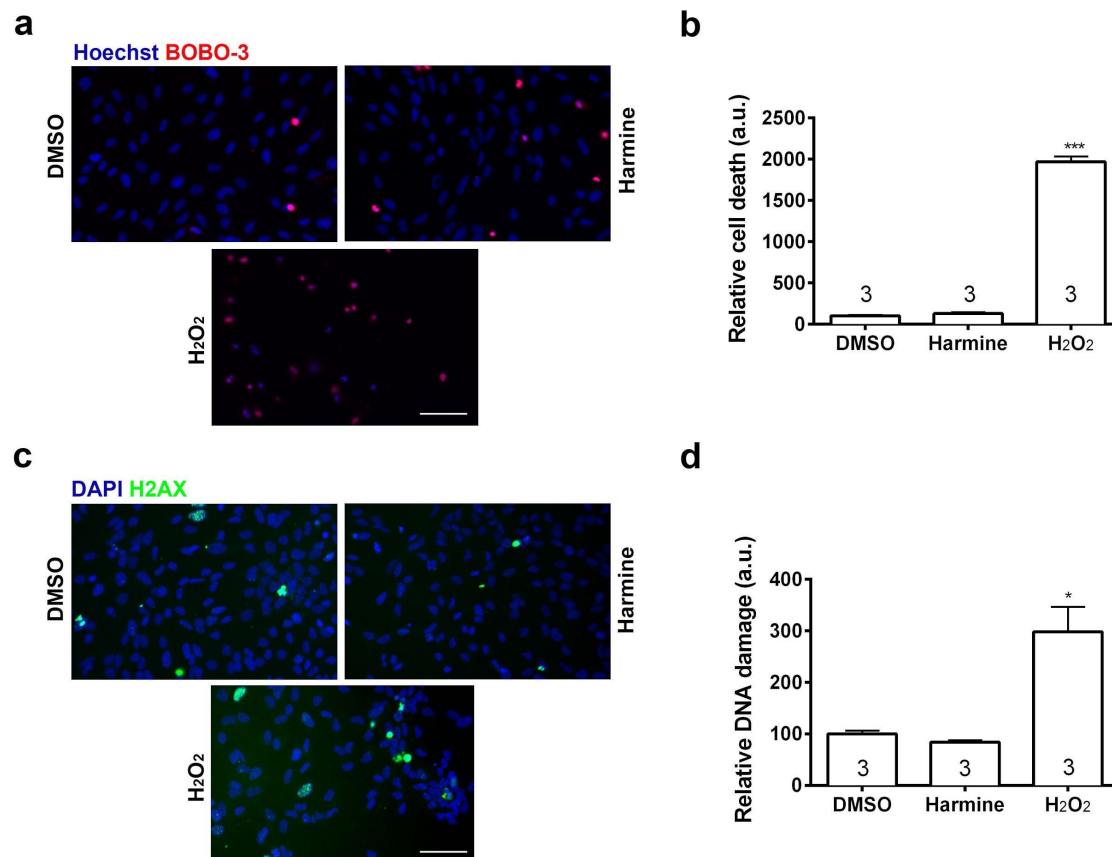 a
Hoechst BOBO-3
DMSO
Harmine
H2O2
b
Relative cell death (a.u.)
2500
2000
1500
1000
500
0
***
3
3
3
DMSO
Harmine
H2O2
c
DAPI H2AX
DMSO
Harmine
H2O2
d
Relative DNA damage (a.u.)
400
300
200
100
0
*
3
3
3
DMSO
Harmine
H2O2